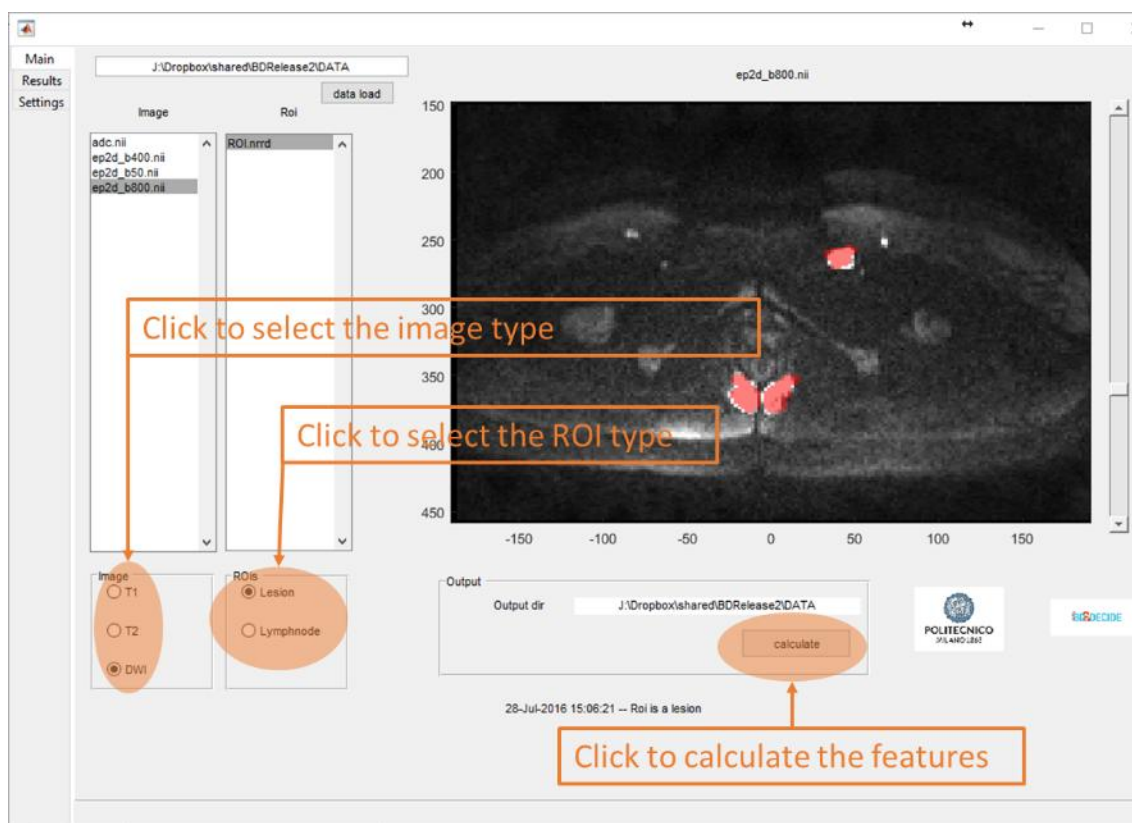 Main
Results
Settings
J:\Dropbox\shared\BDRelease2\DATA
data load
Image
Roi
adc.nii
ep2d_b400.nii
ep2d_b50.nii
ep2d_b800.nii
ROI.nrrd
ep2d_b800.nii
150
200
250
300
350
400
450
-150
-100
-50
0
50
100
150
Click to select the image type
Click to select the ROI type
Image
T1
T2
DWI
ROIs
Lesion
Lymphnode
Output
Output dir
J:\Dropbox\shared\BDRelease2\DATA
calculate
POLITECNICO
MILANO 1863
DECIDE
28-Jul-2016 15:06:21 -- Roi is a lesion
Click to calculate the features